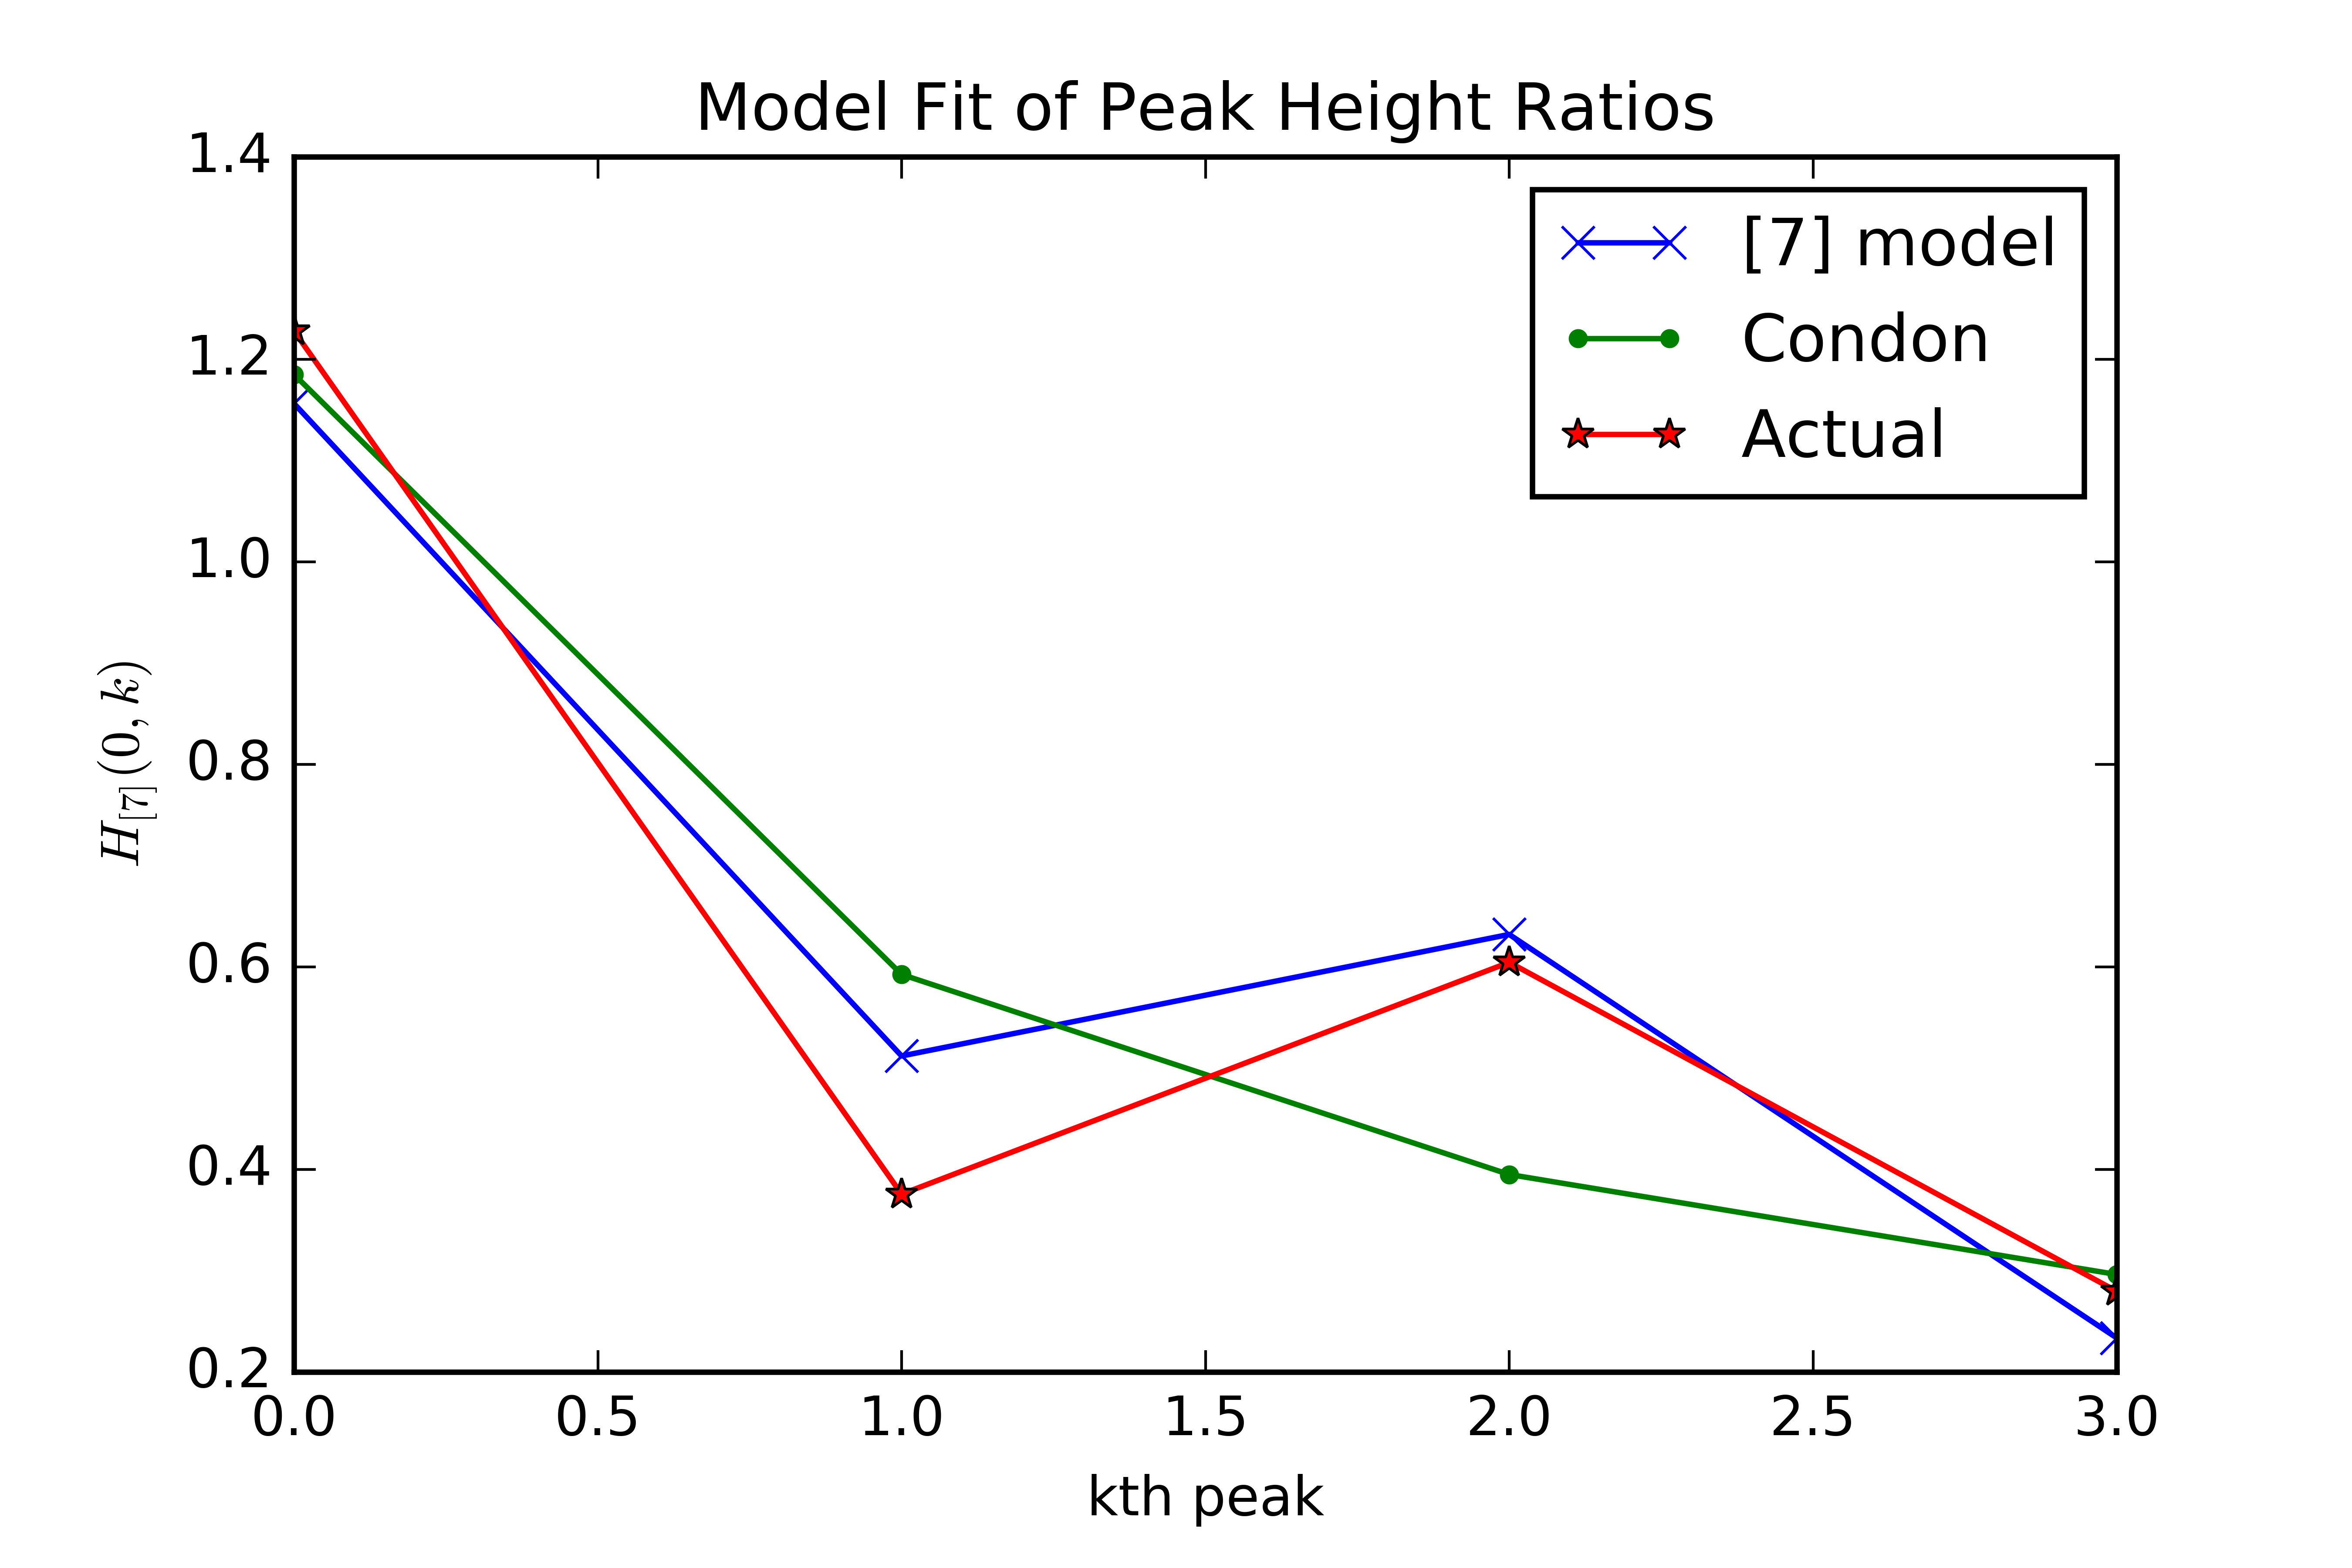 Model Fit of Peak Height Ratios
1.4
1.2
1.0
0.8
0.6
0.4
0.2
H[7](0, k)
[7] model
Condon
Actual
0.0 0.5 1.0 1.5 2.0 2.5 3.0
kth peak